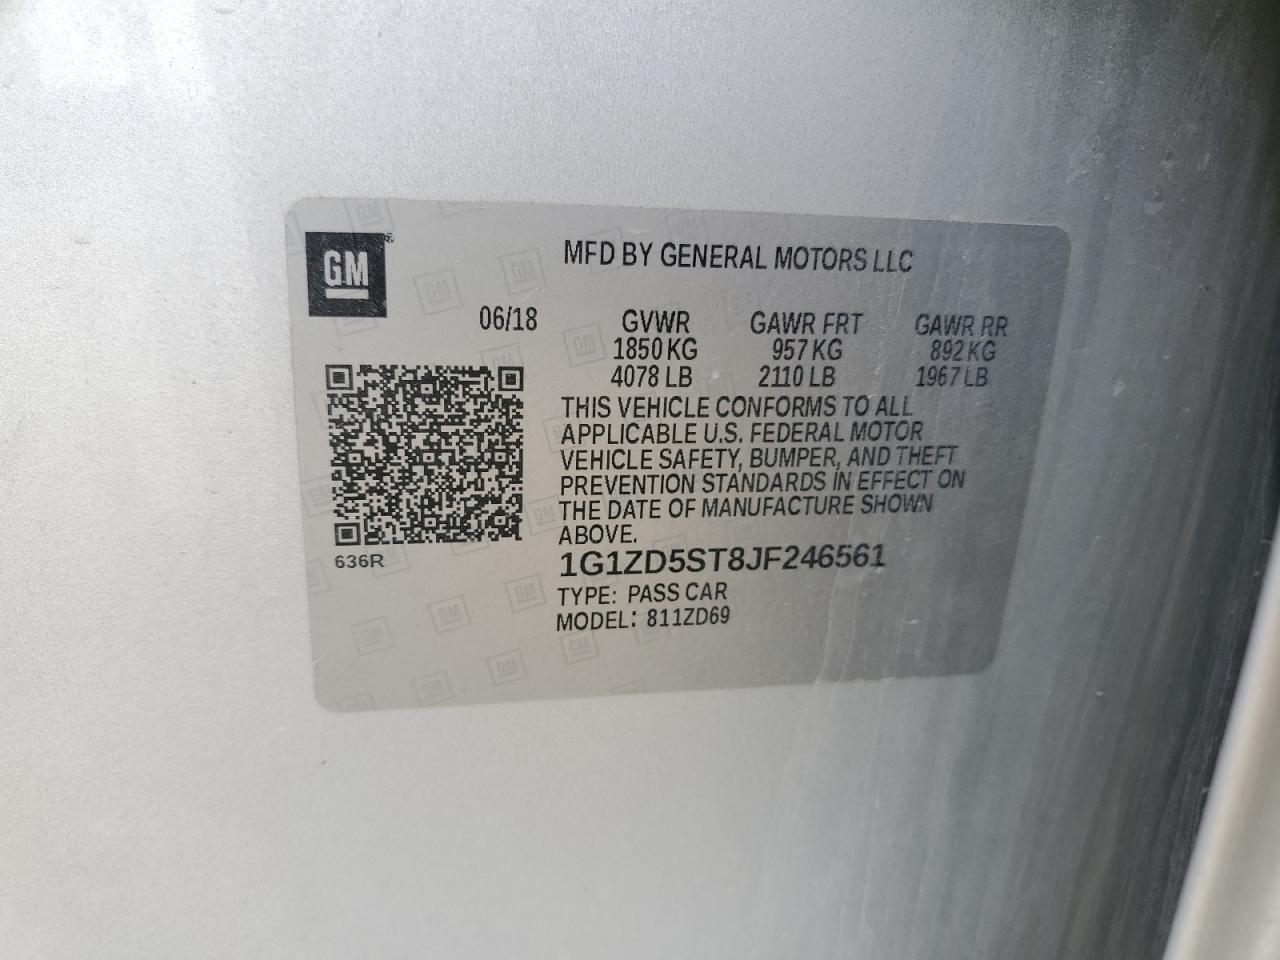 GM®
MFD BY GENERAL MOTORS LLC
06/18 GVWR GAWR FRT GAWR RR
1850 KG 957 KG 892 KG
4078 LB 2110 LB 1967 LB
THIS VEHICLE CONFORMS TO ALL
APPLICABLE U.S. FEDERAL MOTOR
VEHICLE SAFETY, BUMPER, AND THEFT
PREVENTION STANDARDS IN EFFECT ON
THE DATE OF MANUFACTURE SHOWN
ABOVE.
636R
1G1ZD5ST8JF246561
TYPE: PASS CAR
MODEL: 811ZD69